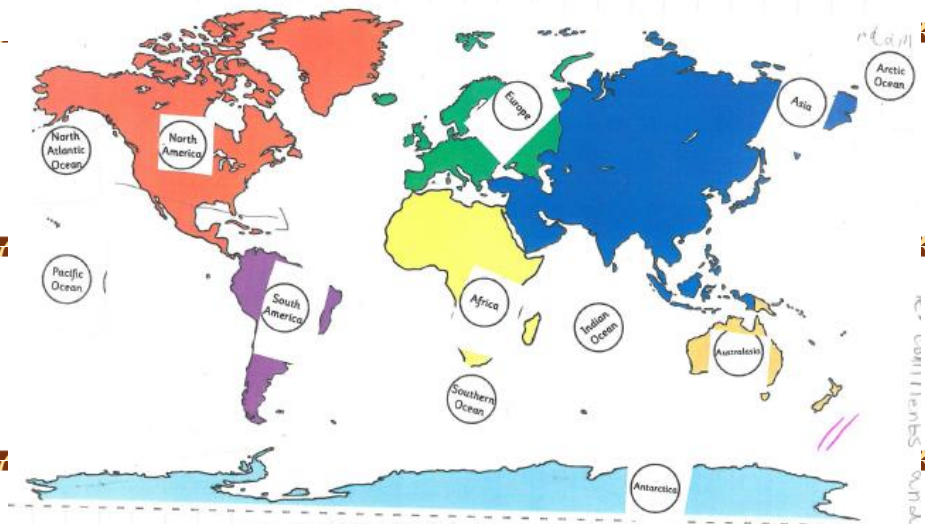 Arctic
Ocean
Europe
Asia
North
Atlantic
Ocean
North
America
Pacific
Ocean
South
America
Africa
Indian
Ocean
Australasia
Southern
Ocean
Antarctica